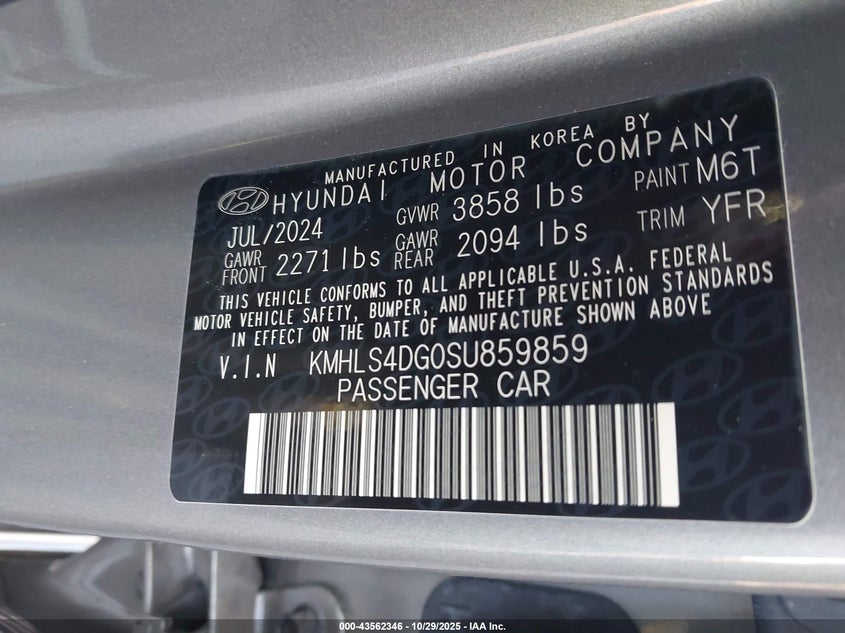 MANUFACTURED IN KOREA BY
HYUNDAI MOTOR COMPANY
JUL/2024 GVWR 3858 lbs PAINT M6T
GAWR FRONT 2271 lbs GAWR REAR 2094 lbs TRIM YFR
THIS VEHICLE CONFORMS TO ALL APPLICABLE U.S.A. FEDERAL
MOTOR VEHICLE SAFETY, BUMPER, AND THEFT PREVENTION STANDARDS
IN EFFECT ON THE DATE OF MANUFACTURE SHOWN ABOVE
V.I.N KMHLS4DG0SU859859
PASSENGER CAR
000-43562346 - 10/29/2025 - IAA Inc.